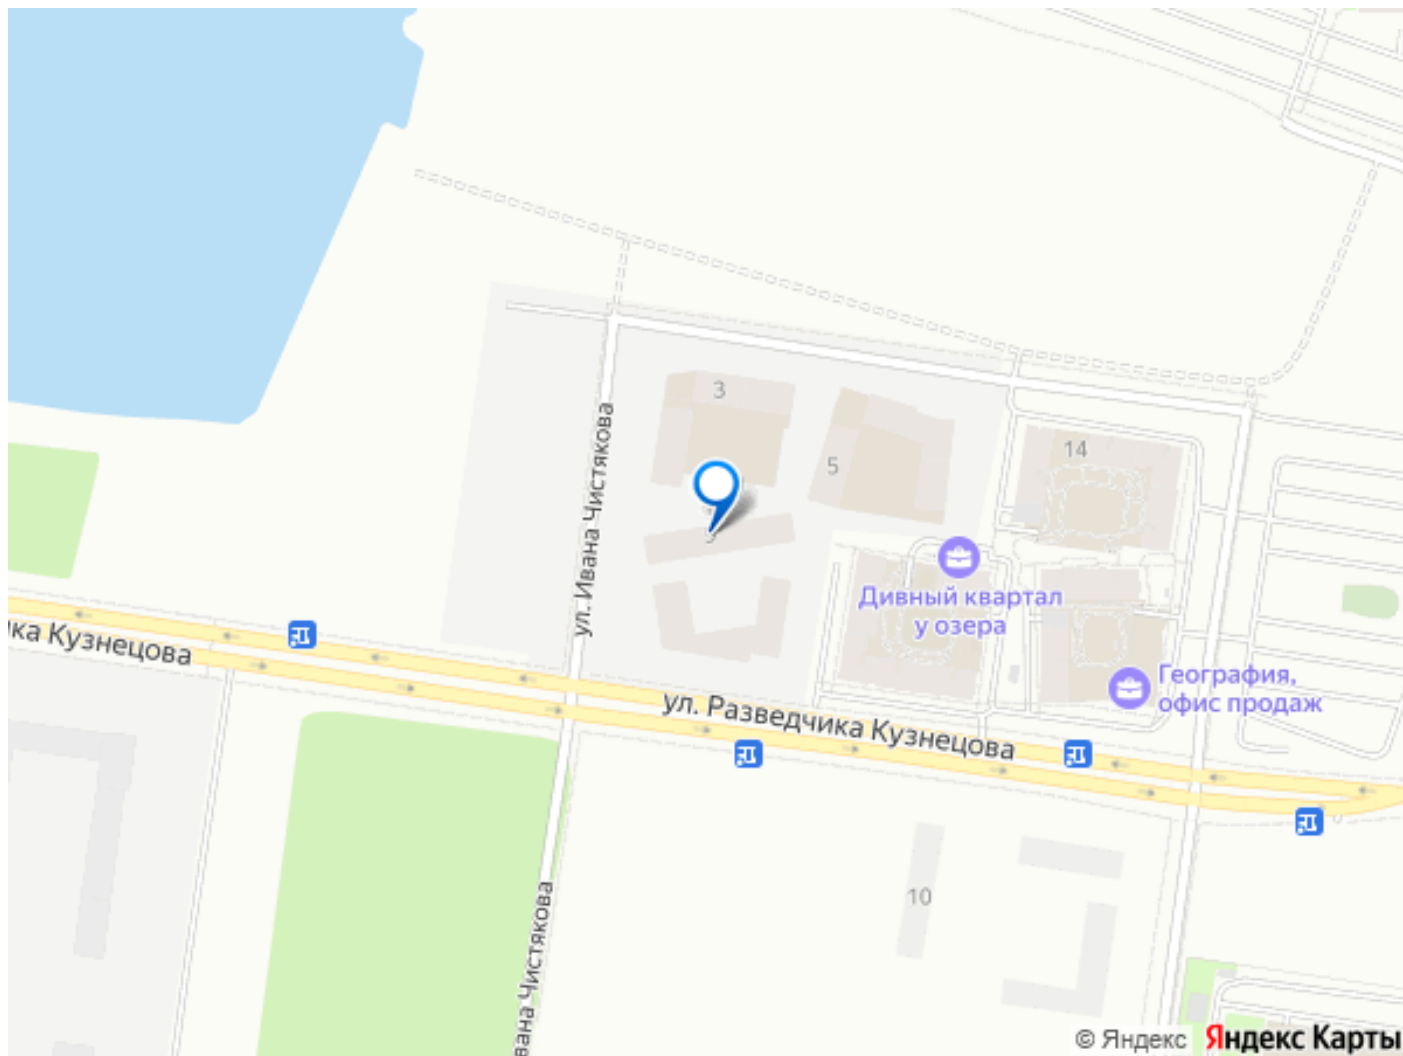 3
14
5
ул. Ивана Чистякова
Дивный квартал
у озера
ка Кузнецова
География,
офис продаж
ул. Разведчика Кузнецова
10
вана Чистякова
© Яндекс Яндекс Карты